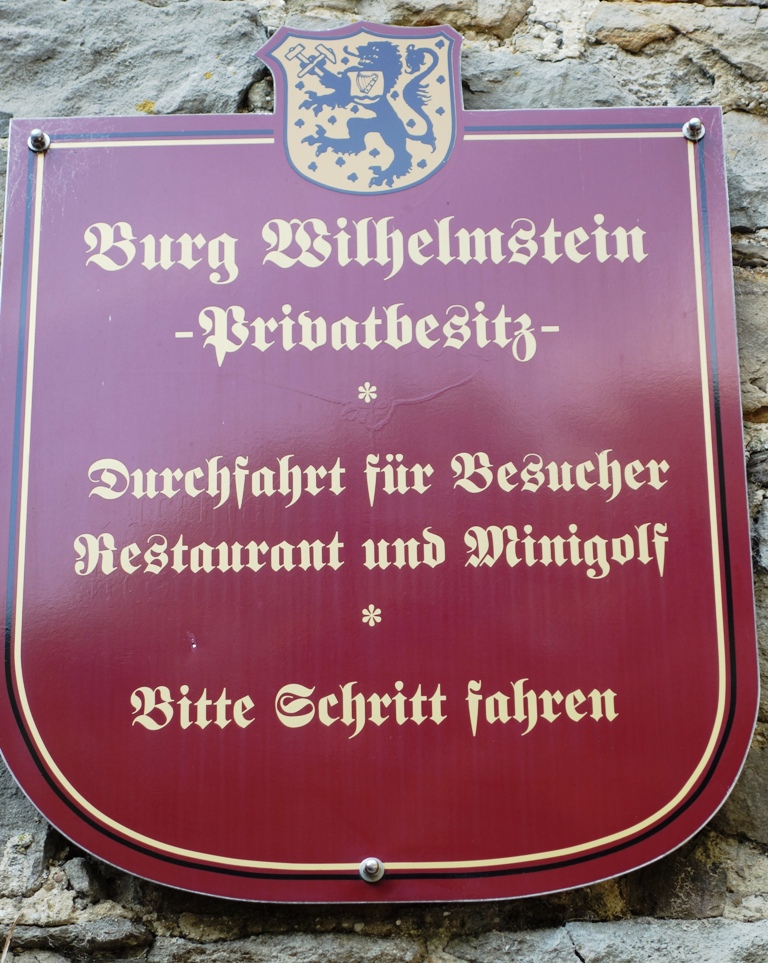 Burg Wilhelmstein
-Privatbesitz-
*
Durchfahrt für Besucher
Restaurant und Minigolf
*
Bitte Schritt fahren